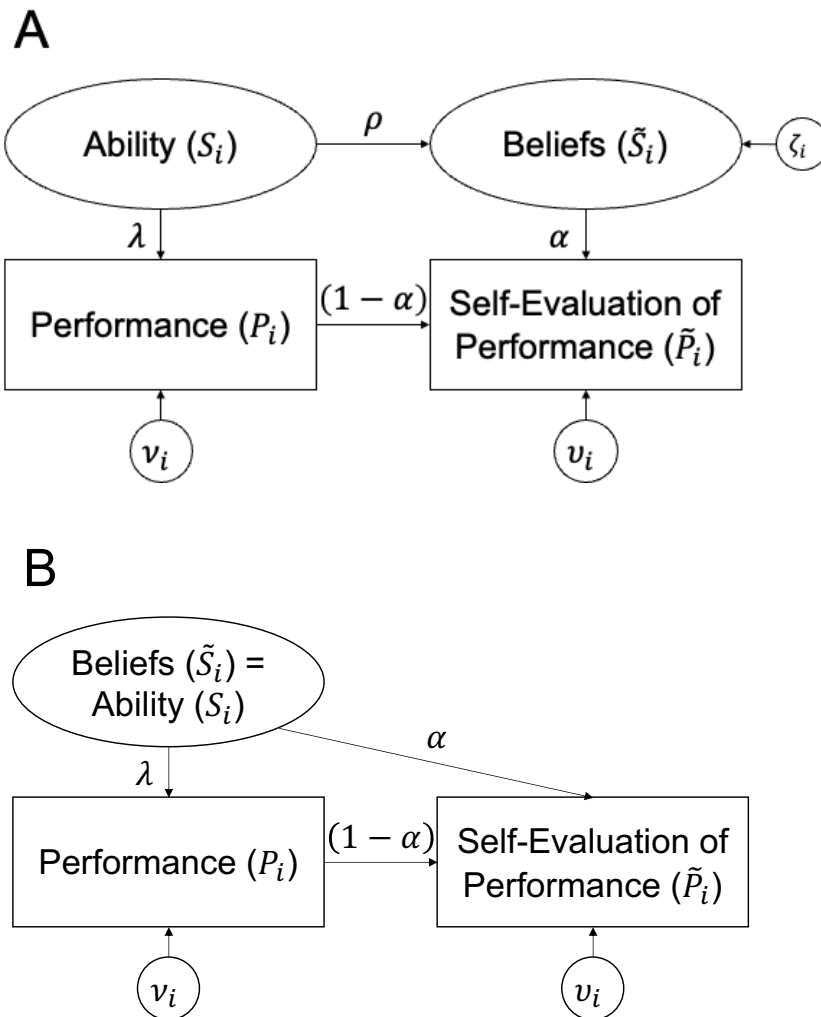 A
Ability (Sᵢ)
ρ
Beliefs (S̃ᵢ)
ζᵢ
λ
α
Performance (Pᵢ)
(1 − α)
Self-Evaluation of
Performance (P̃ᵢ)
νᵢ
υᵢ
B
Beliefs (S̃ᵢ) =
Ability (Sᵢ)
α
λ
Performance (Pᵢ)
(1 − α)
Self-Evaluation of
Performance (P̃ᵢ)
νᵢ
υᵢ